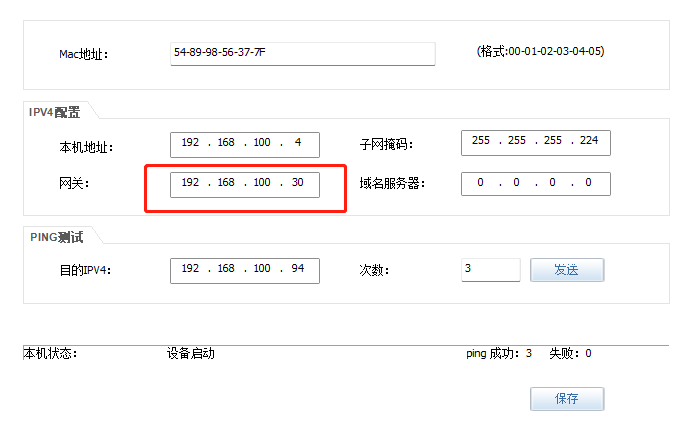 Mac地址： 54-89-98-56-37-7F (格式:00-01-02-03-04-05)
IPV4配置
本机地址： 192 . 168 . 100 . 4 子网掩码： 255 . 255 . 255 . 224
网关： 192 . 168 . 100 . 30 域名服务器： 0 . 0 . 0 . 0
PING测试
目的IPV4： 192 . 168 . 100 . 94 次数： 3 发送
本机状态： 设备启动 ping 成功：3 失败：0
保存